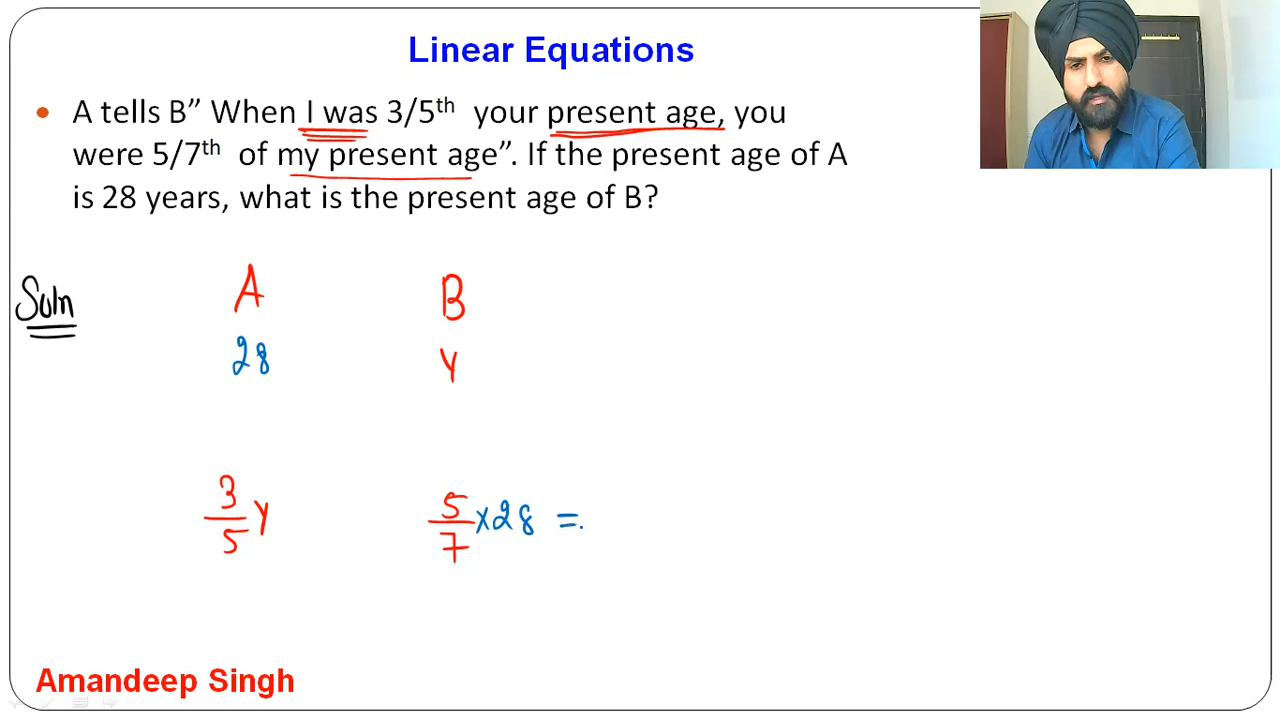 Linear Equations
• A tells B” When I was 3/5th your present age, you
were 5/7th of my present age”. If the present age of A
is 28 years, what is the present age of B?
Soln
A B
28 Y
3/5 Y 5/7 x 28 =
Amandeep Singh